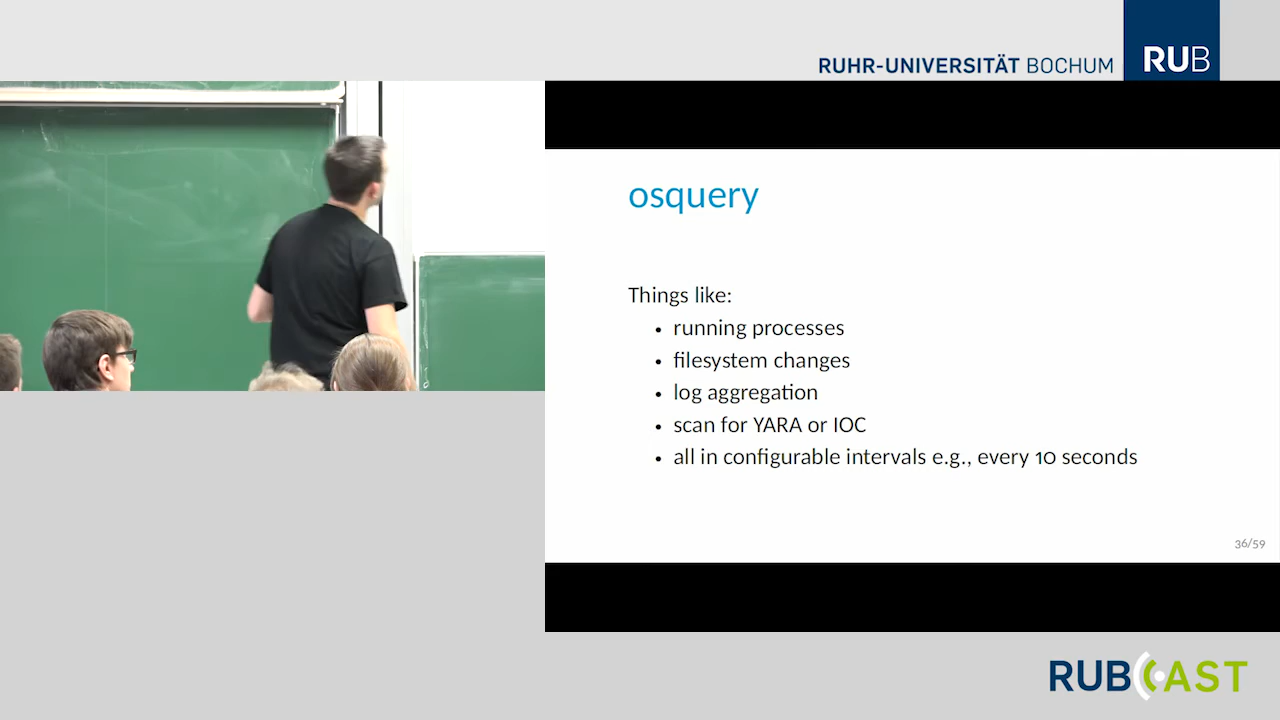 RUHR-UNIVERSITÄT BOCHUM
RUB
osquery
Things like:
• running processes
• filesystem changes
• log aggregation
• scan for YARA or IOC
• all in configurable intervals e.g., every 10 seconds
36/59
RUBCAST